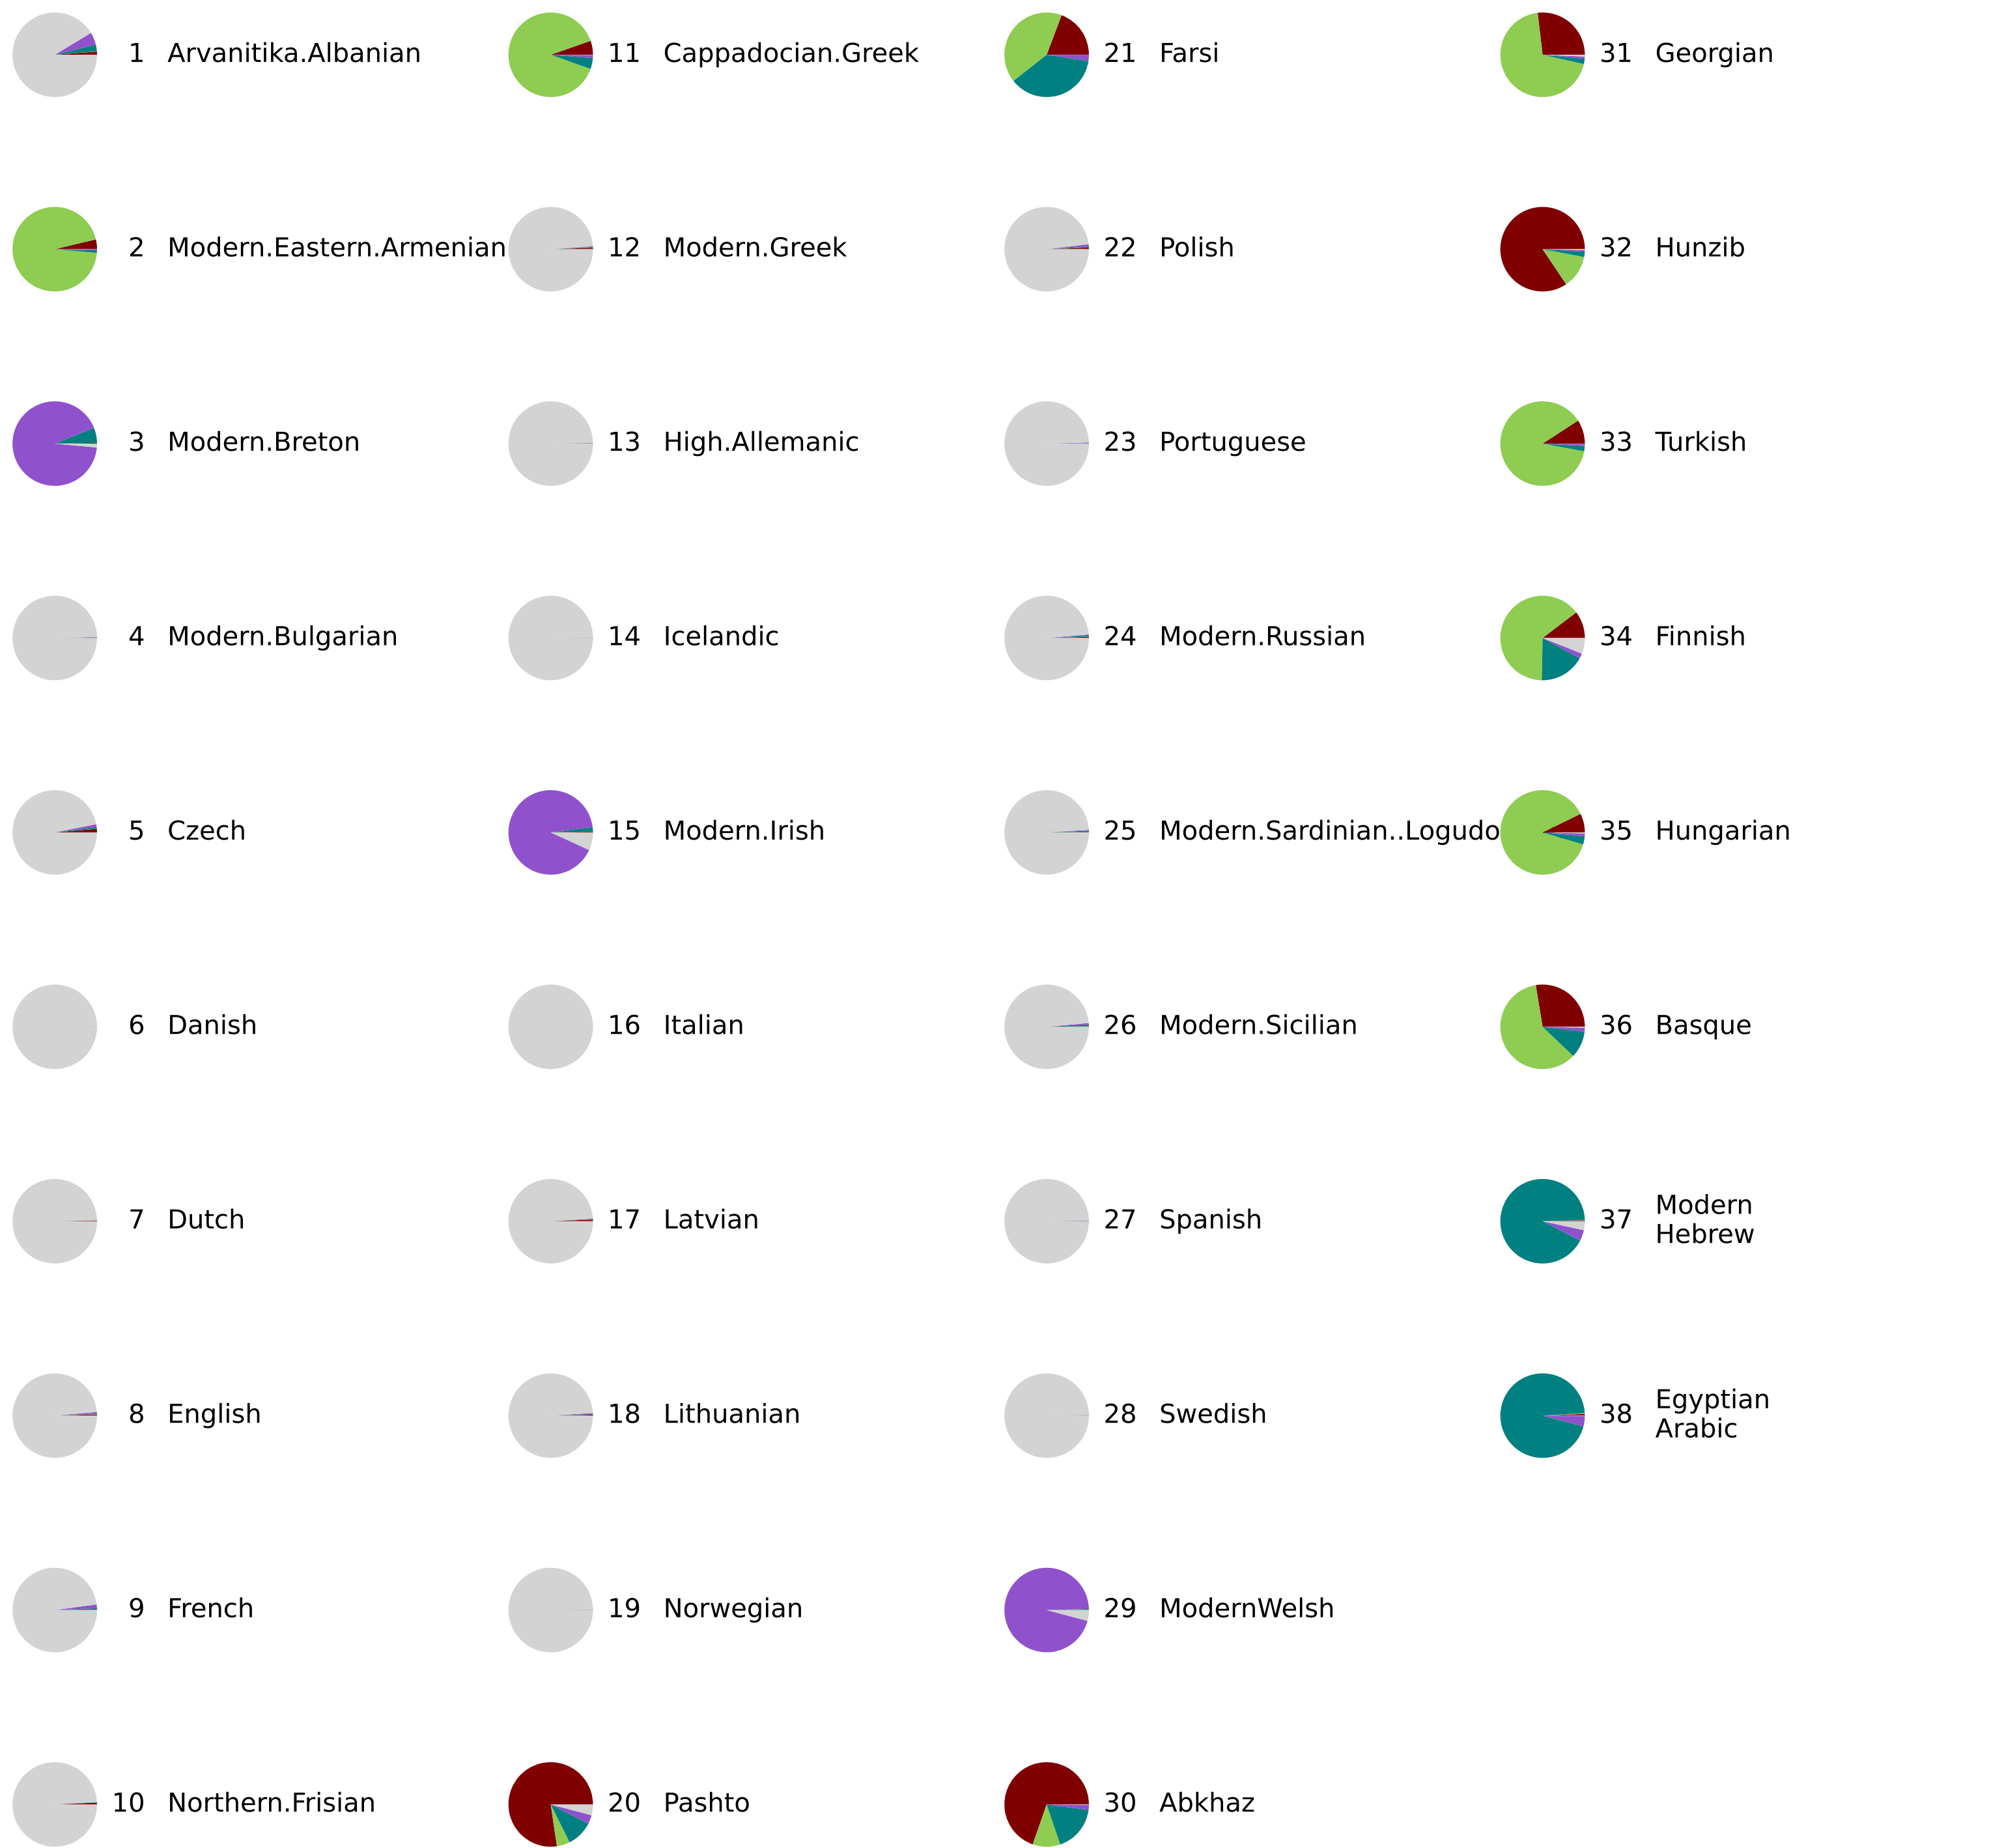 1 Arvanitika.Albanian
2 Modern.Eastern.Armenian
3 Modern.Breton
4 Modern.Bulgarian
5 Czech
6 Danish
7 Dutch
8 English
9 French
10 Northern.Frisian
11 Cappadocian.Greek
12 Modern.Greek
13 High.Allemanic
14 Icelandic
15 Modern.Irish
16 Italian
17 Latvian
18 Lithuanian
19 Norwegian
20 Pashto
21 Farsi
22 Polish
23 Portuguese
24 Modern.Russian
25 Modern.Sardinian..Logudo
26 Modern.Sicilian
27 Spanish
28 Swedish
29 ModernWelsh
30 Abkhaz
31 Georgian
32 Hunzib
33 Turkish
34 Finnish
35 Hungarian
36 Basque
37 Modern
Hebrew
38 Egyptian
Arabic